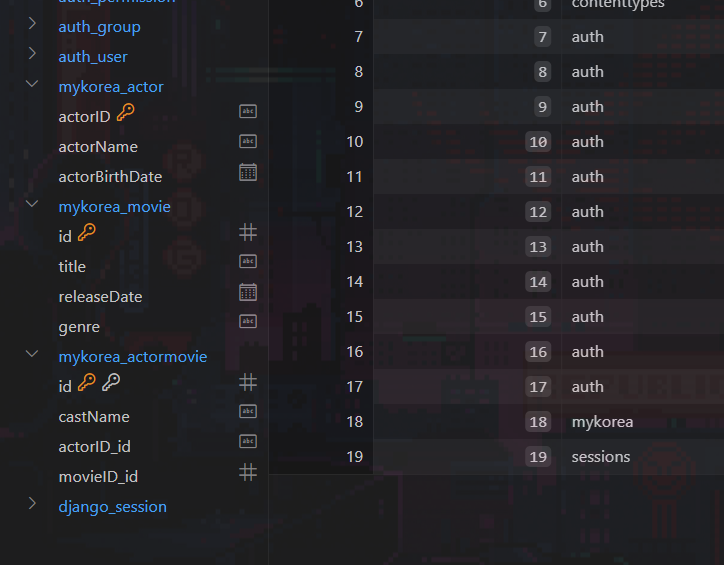 auth_permission
auth_group
auth_user
mykorea_actor
actorID
actorName
actorBirthDate
mykorea_movie
id
title
releaseDate
genre
mykorea_actormovie
id
castName
actorID_id
movieID_id
django_session
6 6 contenttypes
7 7 auth
8 8 auth
9 9 auth
10 10 auth
11 11 auth
12 12 auth
13 13 auth
14 14 auth
15 15 auth
16 16 auth
17 17 auth
18 18 mykorea
19 19 sessions